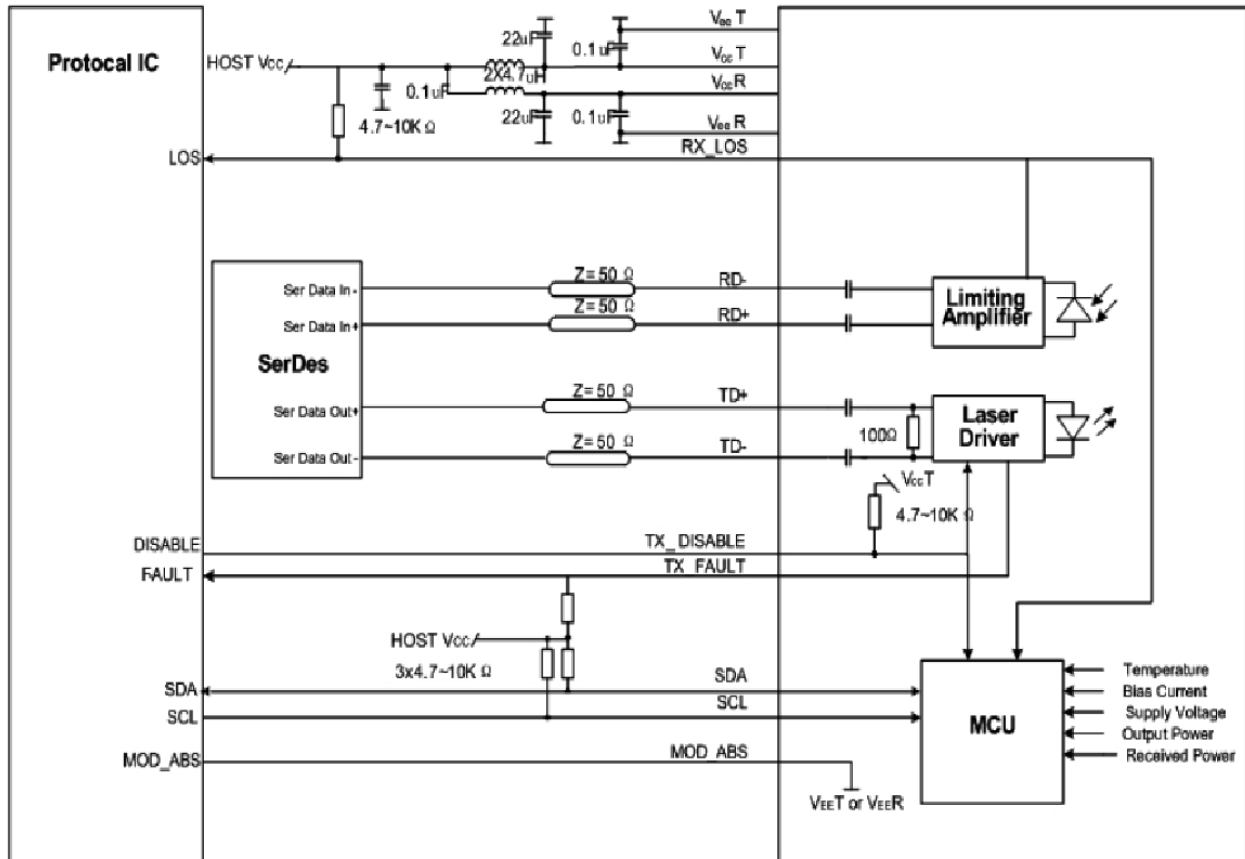 Protocal IC
HOST Vcc
22uF
0.1uF
VeeT
VccT
2X4.7uH
0.1uF
VccR
4.7~10K Ω
22uF
0.1uF
VeeR
LOS
RX_LOS
SerDes
Ser Data In -
Z= 50 Ω
RD-
Ser Data In +
Z= 50 Ω
RD+
Limiting
Amplifier
Ser Data Out+
Z= 50 Ω
TD+
100Ω
Laser
Driver
Ser Data Out -
Z= 50 Ω
TD-
VccT
4.7~10K Ω
DISABLE
TX_DISABLE
FAULT
TX_FAULT
HOST Vcc
3x4.7~10K Ω
SDA
SDA
SCL
SCL
MOD_ABS
MOD_ABS
VEET or VEER
MCU
Temperature
Bias Current
Supply Voltage
Output Power
Received Power